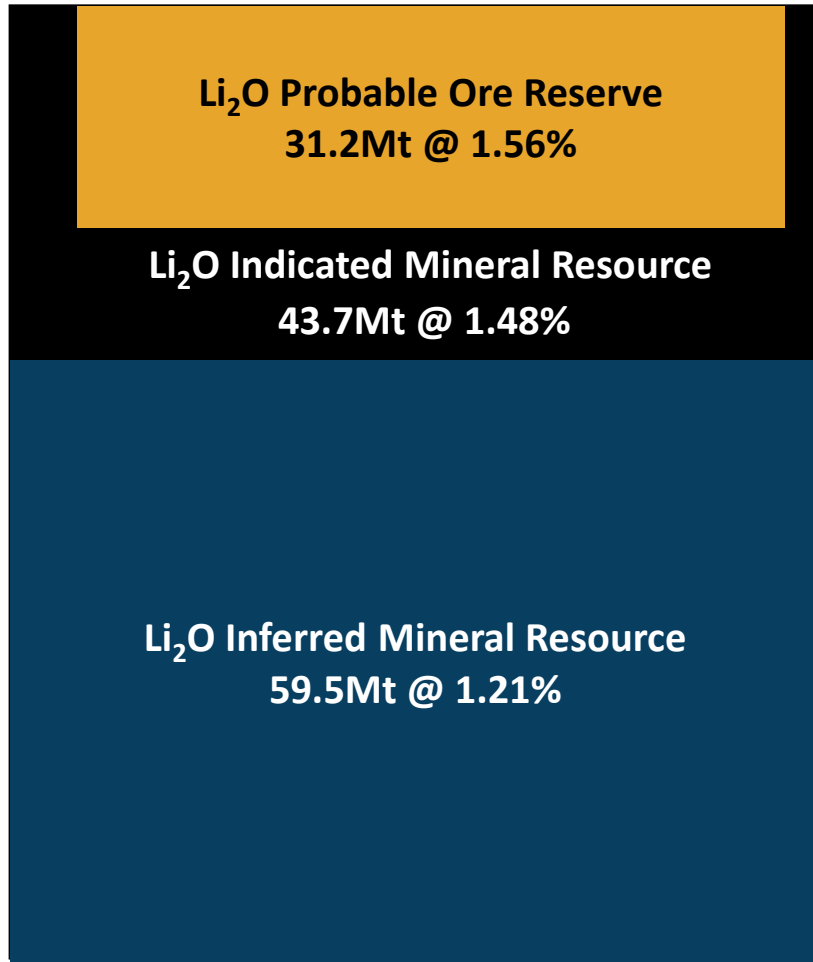 Li₂O Probable Ore Reserve
31.2Mt @ 1.56%
Li₂O Indicated Mineral Resource
43.7Mt @ 1.48%
Li₂O Inferred Mineral Resource
59.5Mt @ 1.21%